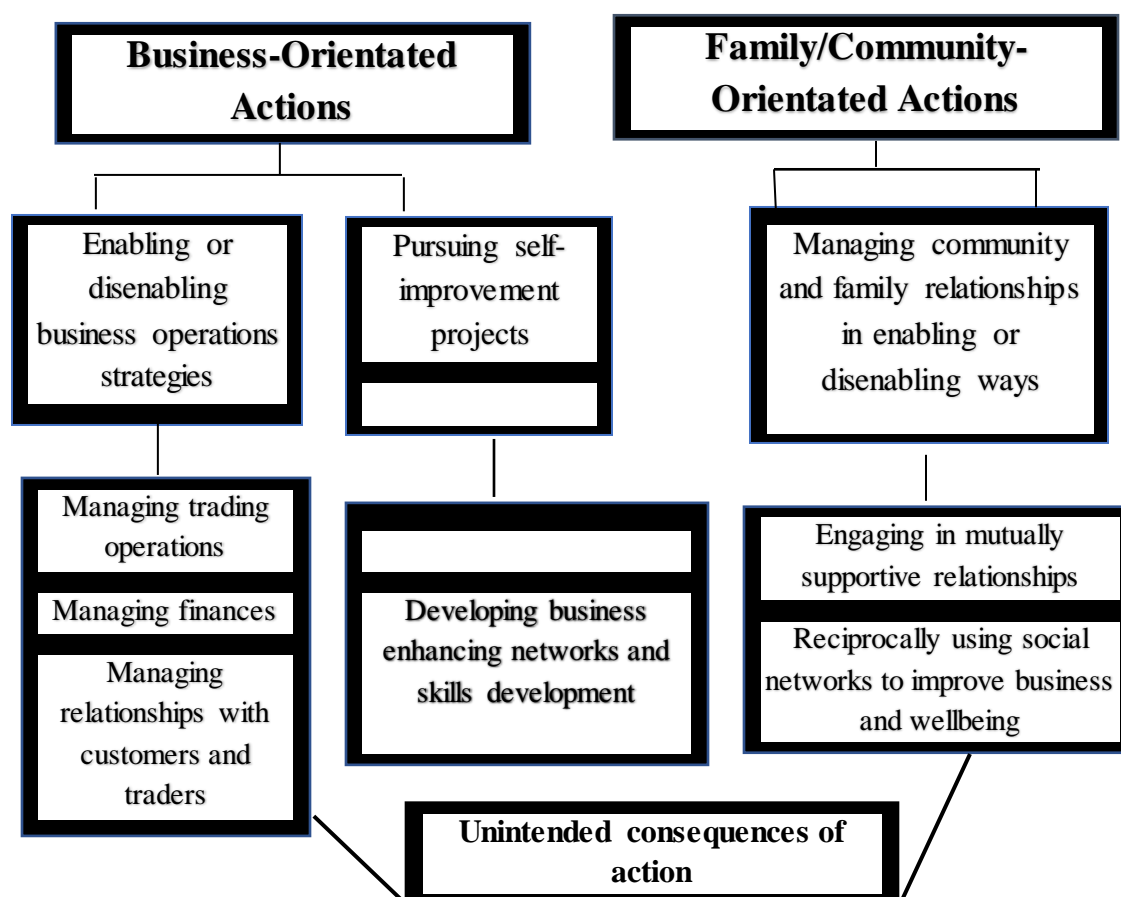 Business-Orientated
Actions
Family/Community-
Orientated Actions
Enabling or
disenabling
business operations
strategies
Pursuing self-
improvement
projects
Managing community
and family relationships
in enabling or
disenabling ways
Managing trading
operations
Managing finances
Managing
relationships with
customers and
traders
Developing business
enhancing networks and
skills development
Engaging in mutually
supportive relationships
Reciprocally using social
networks to improve business
and wellbeing
Unintended consequences of
action